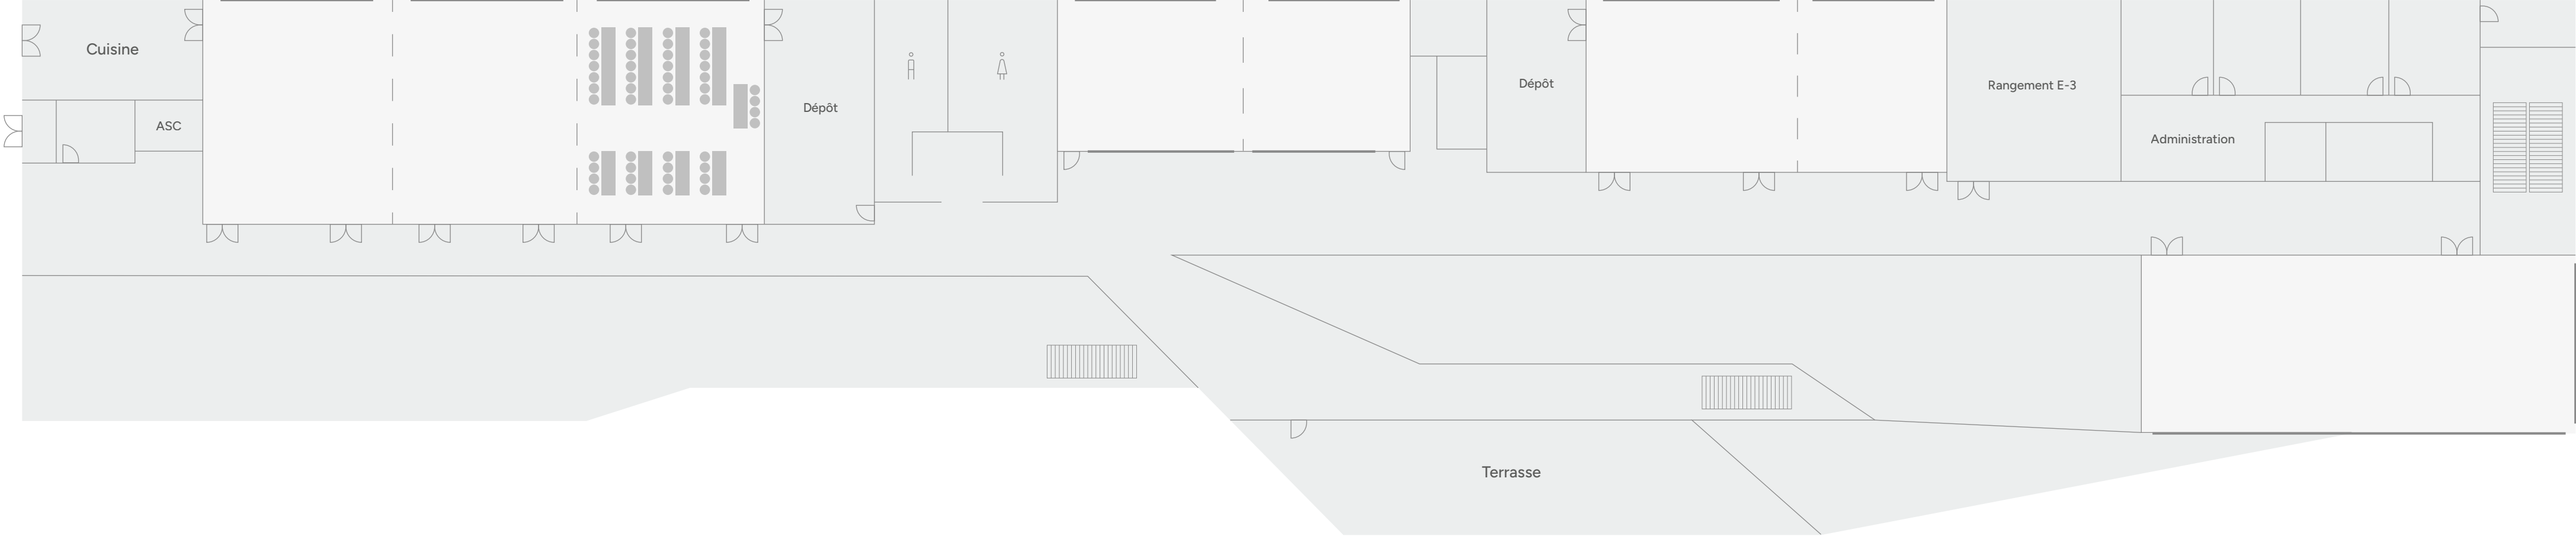 Cuisine
ASC
Dépôt
Dépôt
Rangement E-3
Administration
Terrasse